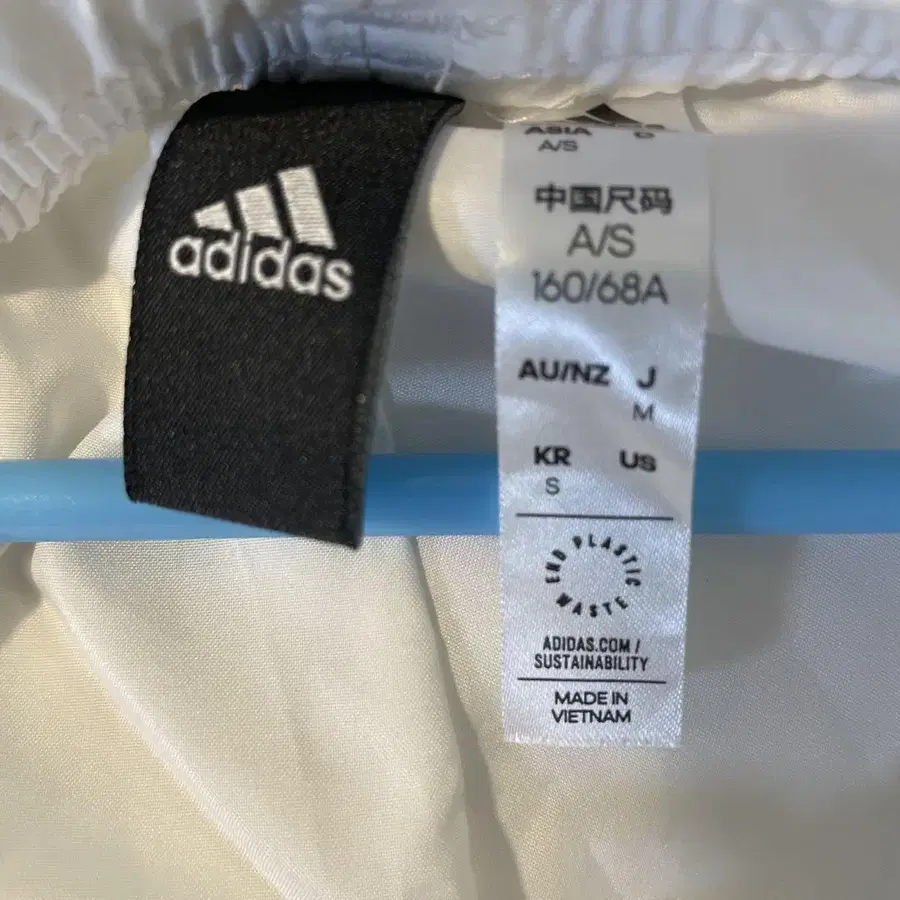 adidas
ASIA
A/S
中国尺码
A/S
160/68A
AU/NZ J
M
KR US
S
END PLASTIC WASTE
ADIDAS.COM /
SUSTAINABILITY
MADE IN
VIETNAM